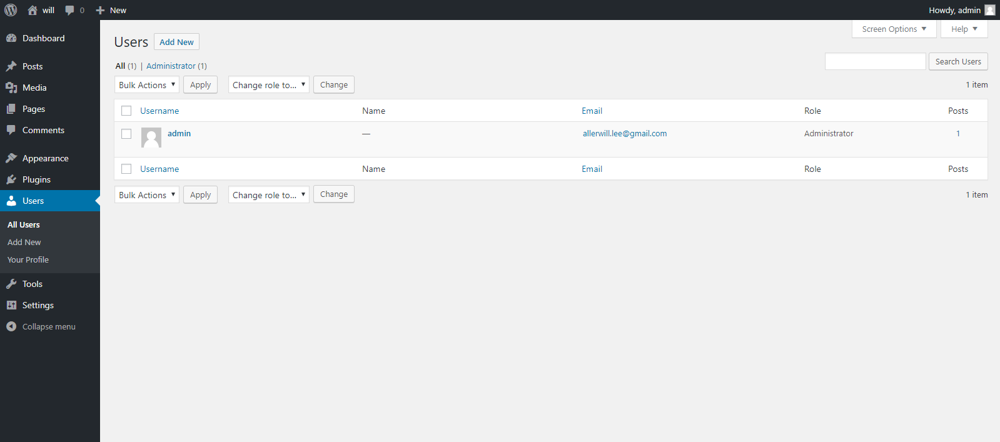 will 0 New Howdy, admin
Dashboard
Posts
Media
Pages
Comments
Appearance
Plugins
Users
All Users
Add New
Your Profile
Tools
Settings
Collapse menu
Screen Options Help
Users Add New
All (1) | Administrator (1)
Search Users
Bulk Actions Apply Change role to... Change 1 item
Username Name Email Role Posts
admin — allerwill.lee@gmail.com Administrator 1
Username Name Email Role Posts
Bulk Actions Apply Change role to... Change 1 item